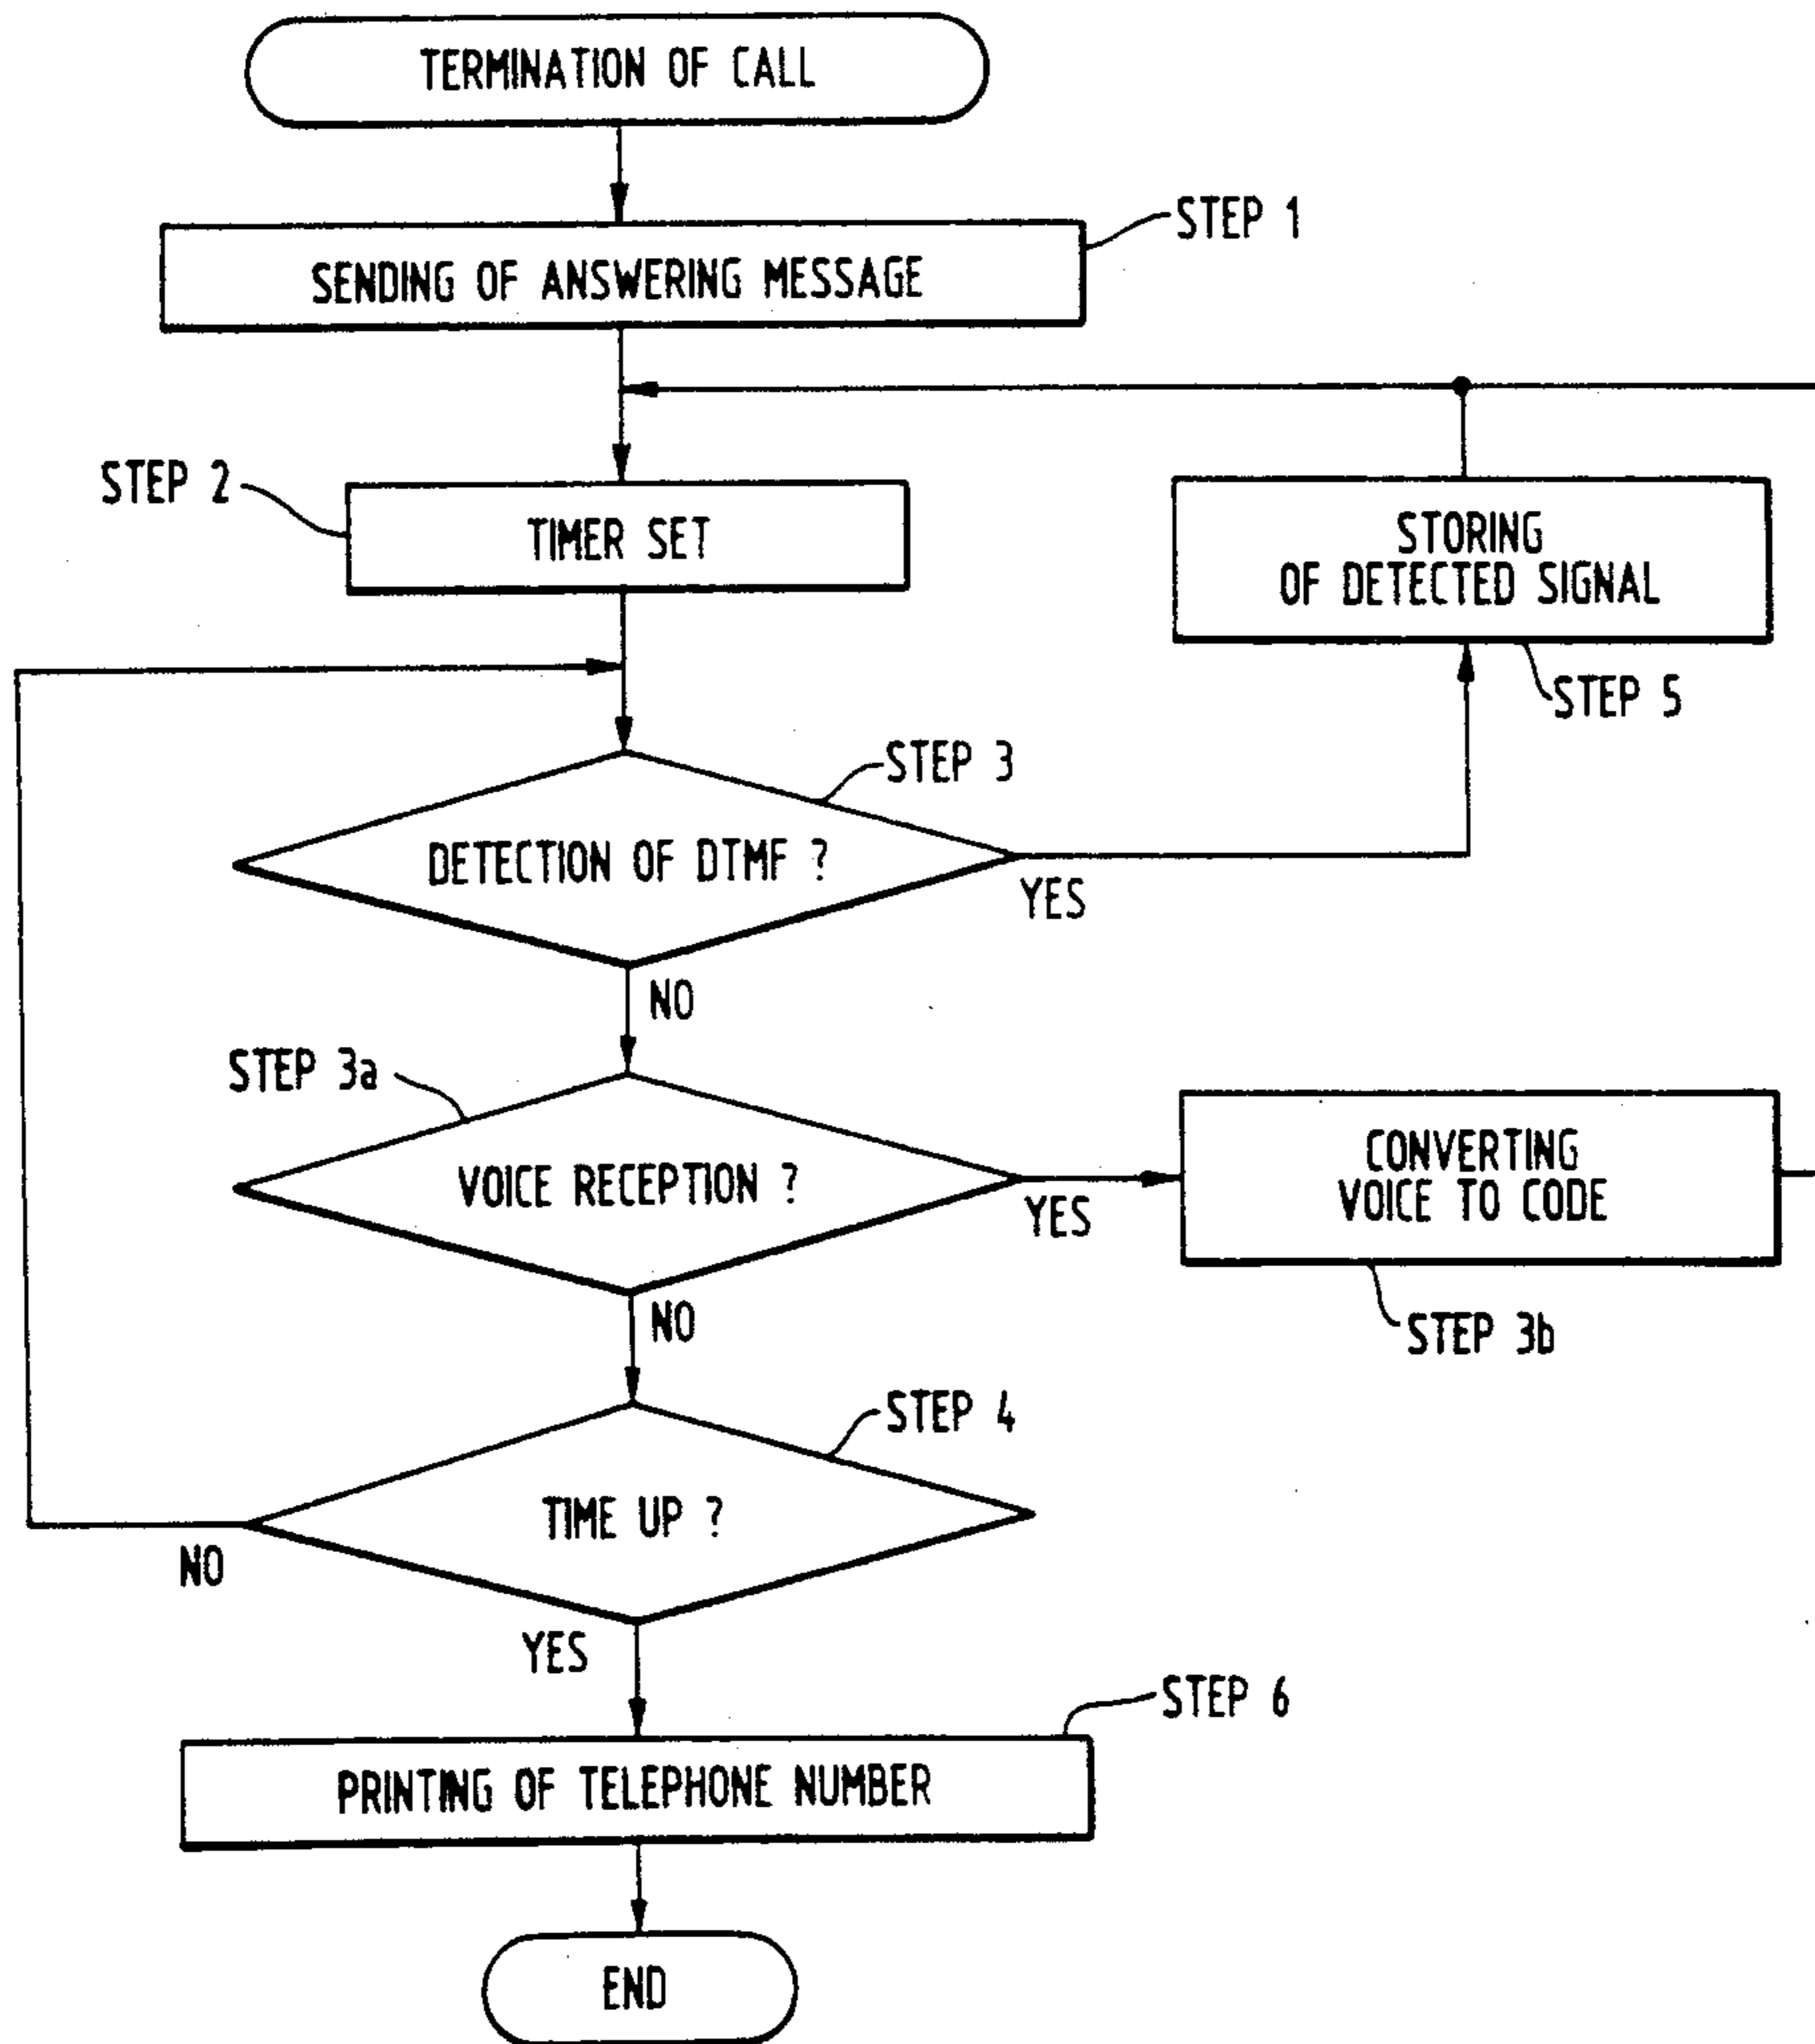 TERMINATION OF CALL
STEP 1
SENDING OF ANSWERING MESSAGE
STEP 2
TIMER SET
STORING
OF DETECTED SIGNAL
STEP 5
STEP 3
DETECTION OF DTMF ?
YES
NO
STEP 3a
VOICE RECEPTION ?
YES
CONVERTING
VOICE TO CODE
STEP 3b
NO
STEP 4
TIME UP ?
NO
YES
STEP 6
PRINTING OF TELEPHONE NUMBER
END